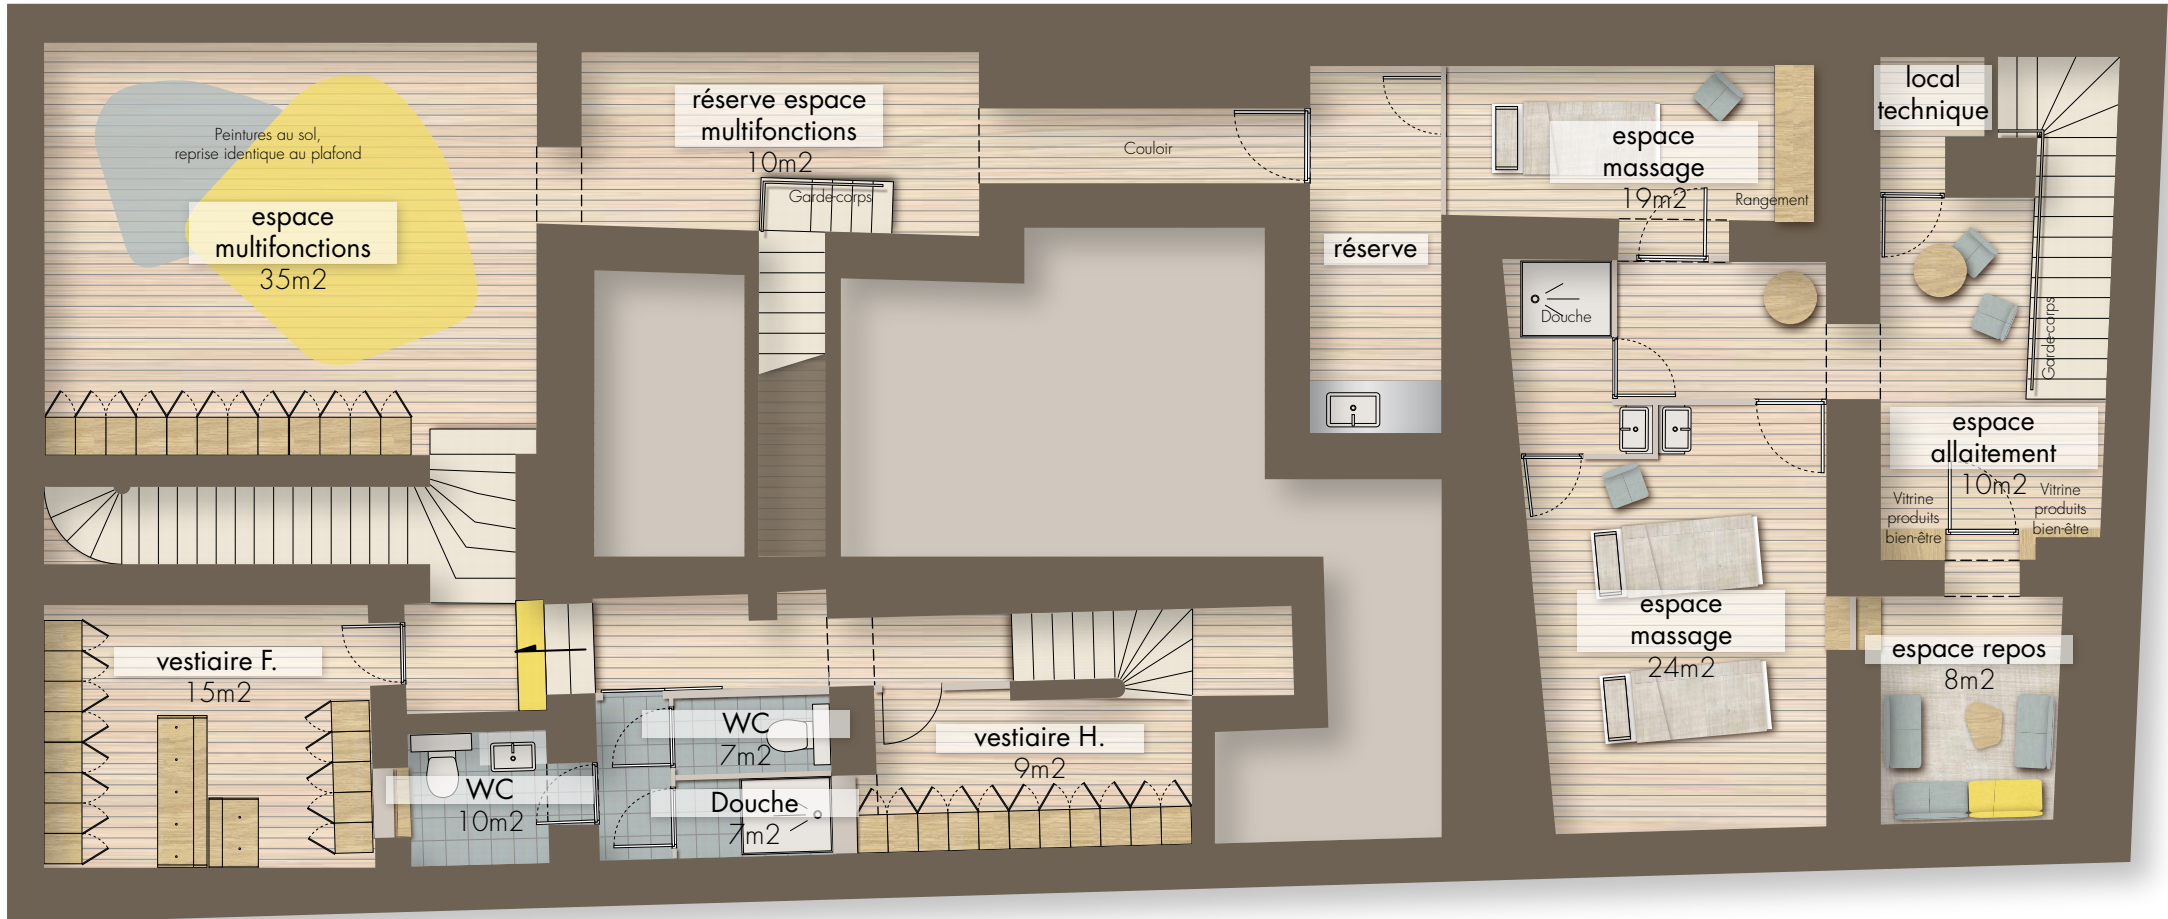 Peintures au sol,
reprise identique au plafond
espace
multifonctions
35m2
réserve espace
multifonctions
10m2
Garde-corps
Couloir
réserve
espace
massage
19m2
Rangement
local
technique
Douche
Garde-corps
espace
allaitement
10m2
Vitrine
produits
bien-être
Vitrine
produits
bien-être
espace
massage
24m2
espace repos
8m2
vestiaire F.
15m2
WC
10m2
WC
7m2
Douche
7m2
vestiaire H.
9m2